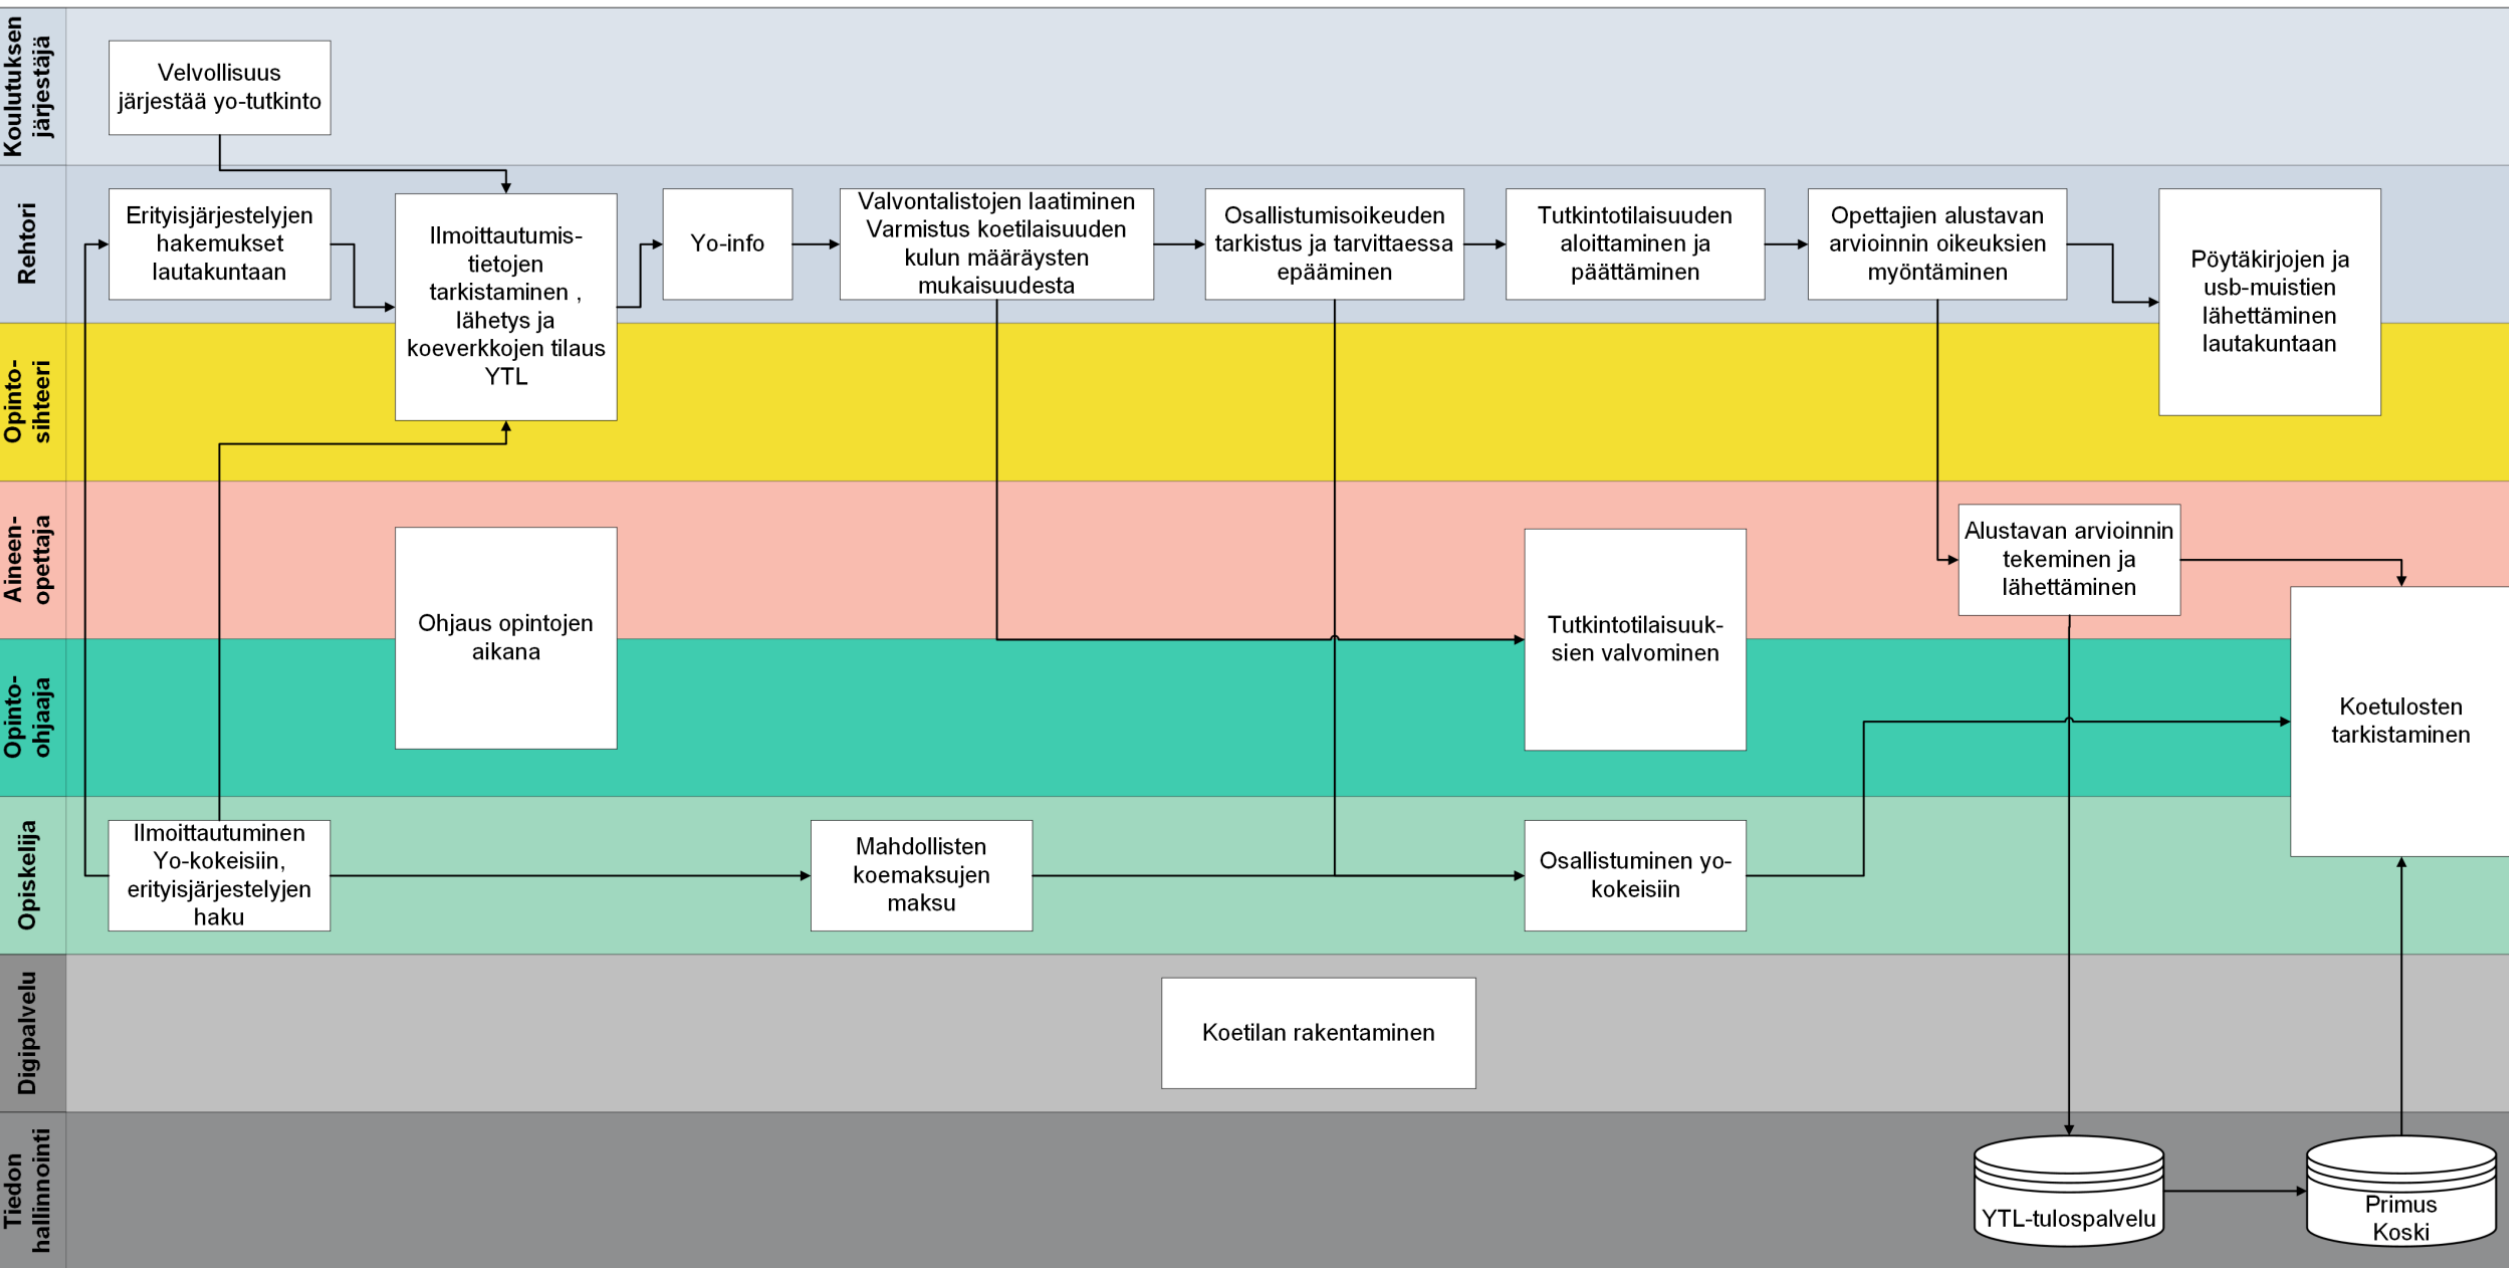 Koulutuksen
järjestäjä
Velvollisuus
järjestää yo-tutkinto
Rehtori
Erityisjärjestelyjen
hakemukset
lautakuntaan
Ilmoittautumis-
tietojen
tarkistaminen ,
lähetys ja
koeverkkojen tilaus
YTL
Yo-info
Valvontalistojen laatiminen
Varmistus koetilaisuuden
kulun määräysten
mukaisuudesta
Osallistumisoikeuden
tarkistus ja tarvittaessa
epääminen
Tutkintotilaisuuden
aloittaminen ja
päättäminen
Opettajien alustavan
arvioinnin oikeuksien
myöntäminen
Pöytäkirjojen ja
usb-muistien
lähettäminen
lautakuntaan
Opinto-
sihteeri
Aineen-
opettaja
Ohjaus opintojen
aikana
Tutkintotilaisuuk-
sien valvominen
Alustavan arvioinnin
tekeminen ja
lähettäminen
Opinto-
ohjaaja
Koetulosten
tarkistaminen
Opiskelija
Ilmoittautuminen
Yo-kokeisiin,
erityisjärjestelyjen
haku
Mahdollisten
koemaksujen
maksu
Osallistuminen yo-
kokeisiin
Digipalvelu
Koetilan rakentaminen
Tiedon
hallinnointi
YTL-tulospalvelu
Primus
Koski